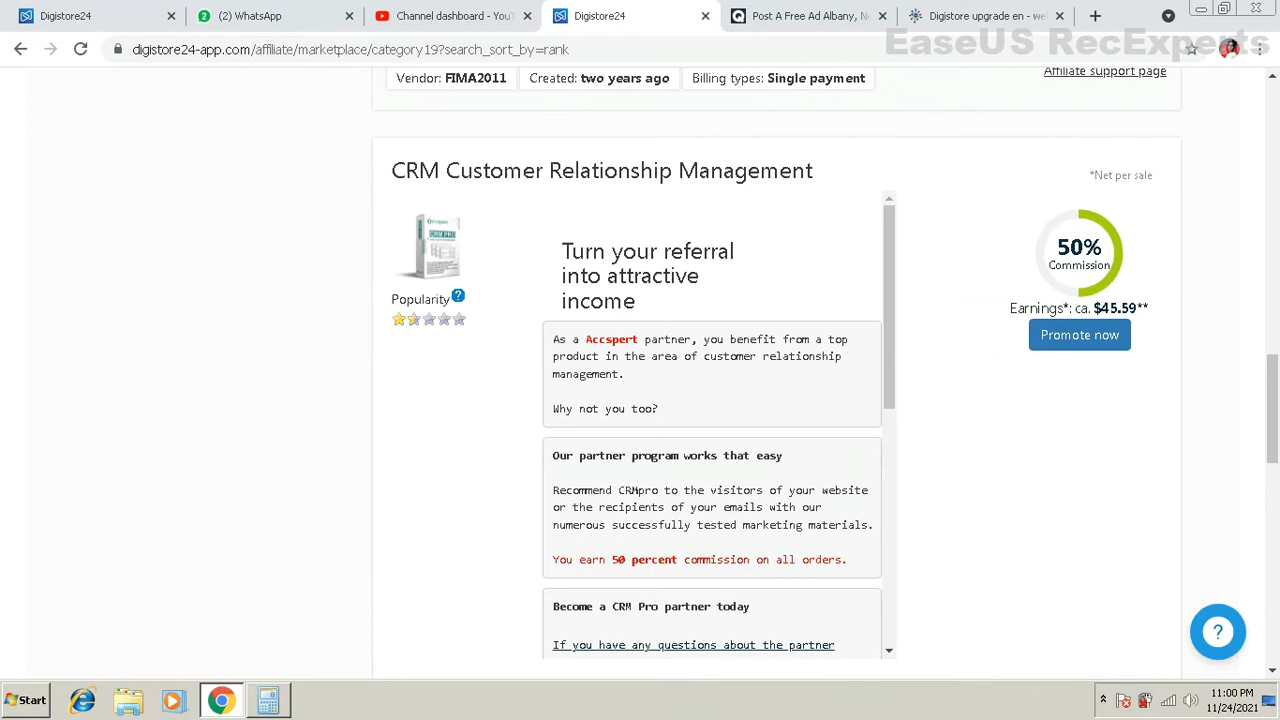 Digistore24
(2) WhatsApp
Channel dashboard - YouT
Digistore24
Post A Free Ad Albany, Ne
Digistore upgrade en - we
digistore24-app.com/affiliate/marketplace/category19?search_sort_by=rank
EaseUS RecExperts
Vendor: FIMA2011
Created: two years ago
Billing types: Single payment
Affiliate support page
CRM Customer Relationship Management
*Net per sale
CRM PRO
Popularity ?
Turn your referral
into attractive
income
50%
Commission
Earnings*: ca. $45.59**
Promote now
As a Accspert partner, you benefit from a top
product in the area of customer relationship
management.
Why not you too?
Our partner program works that easy
Recommend CRMpro to the visitors of your website
or the recipients of your emails with our
numerous successfully tested marketing materials.
You earn 50 percent commission on all orders.
Become a CRM Pro partner today
If you have any questions about the partner
?
Start
11:00 PM
11/24/2021